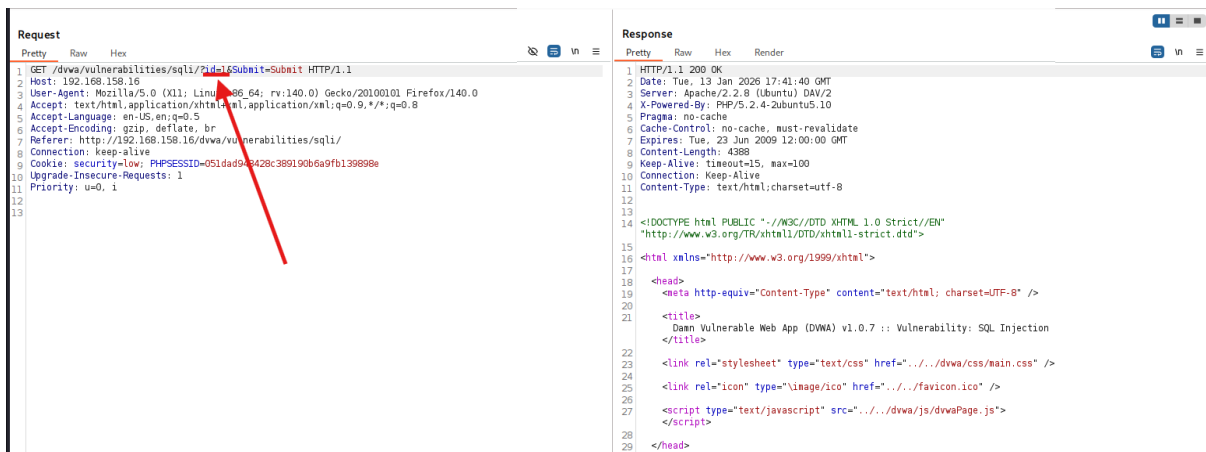 Request
Pretty Raw Hex
\n
1 GET /dvwa/vulnerabilities/sqli/?id=1&Submit=Submit HTTP/1.1
2 Host: 192.168.158.16
3 User-Agent: Mozilla/5.0 (X11; Linux x86_64; rv:140.0) Gecko/20100101 Firefox/140.0
4 Accept: text/html,application/xhtml+xml,application/xml;q=0.9,*/*;q=0.8
5 Accept-Language: en-US,en;q=0.5
6 Accept-Encoding: gzip, deflate, br
7 Referer: http://192.168.158.16/dvwa/vulnerabilities/sqli/
8 Connection: keep-alive
9 Cookie: security=low;
10 Upgrade-Insecure-Requests: 1
11 Priority: u=0, i
12
13
Response
Pretty Raw Hex Render
\n
1 HTTP/1.1 200 OK
2 Date: Tue, 13 Jan 2026 17:41:40 GMT
3 Server: Apache/2.2.8 (Ubuntu) DAV/2
4 X-Powered-By: PHP/5.2.4-2ubuntu5.10
5 Pragma: no-cache
6 Cache-Control: no-cache, must-revalidate
7 Expires: Tue, 23 Jun 2009 12:00:00 GMT
8 Content-Length: 4388
9 Keep-Alive: timeout=15, max=100
10 Connection: Keep-Alive
11 Content-Type: text/html;charset=utf-8
12
13
14 <!DOCTYPE html PUBLIC "-//W3C//DTD XHTML 1.0 Strict//EN"
"http://www.w3.org/TR/xhtml1/DTD/xhtml1-strict.dtd">
15
16 <html xmlns="http://www.w3.org/1999/xhtml">
17
18 <head>
19 <meta http-equiv="Content-Type" content="text/html; charset=UTF-8" />
20
21 <title>
Damn Vulnerable Web App (DVWA) v1.0.7 :: Vulnerability: SQL Injection
</title>
22
23 <link rel="stylesheet" type="text/css" href="../../dvwa/css/main.css" />
24
25 <link rel="icon" type="\image/ico" href="../../favicon.ico" />
26
27 <script type="text/javascript" src="../../dvwa/js/dvwaPage.js">
</script>
28
29 </head>